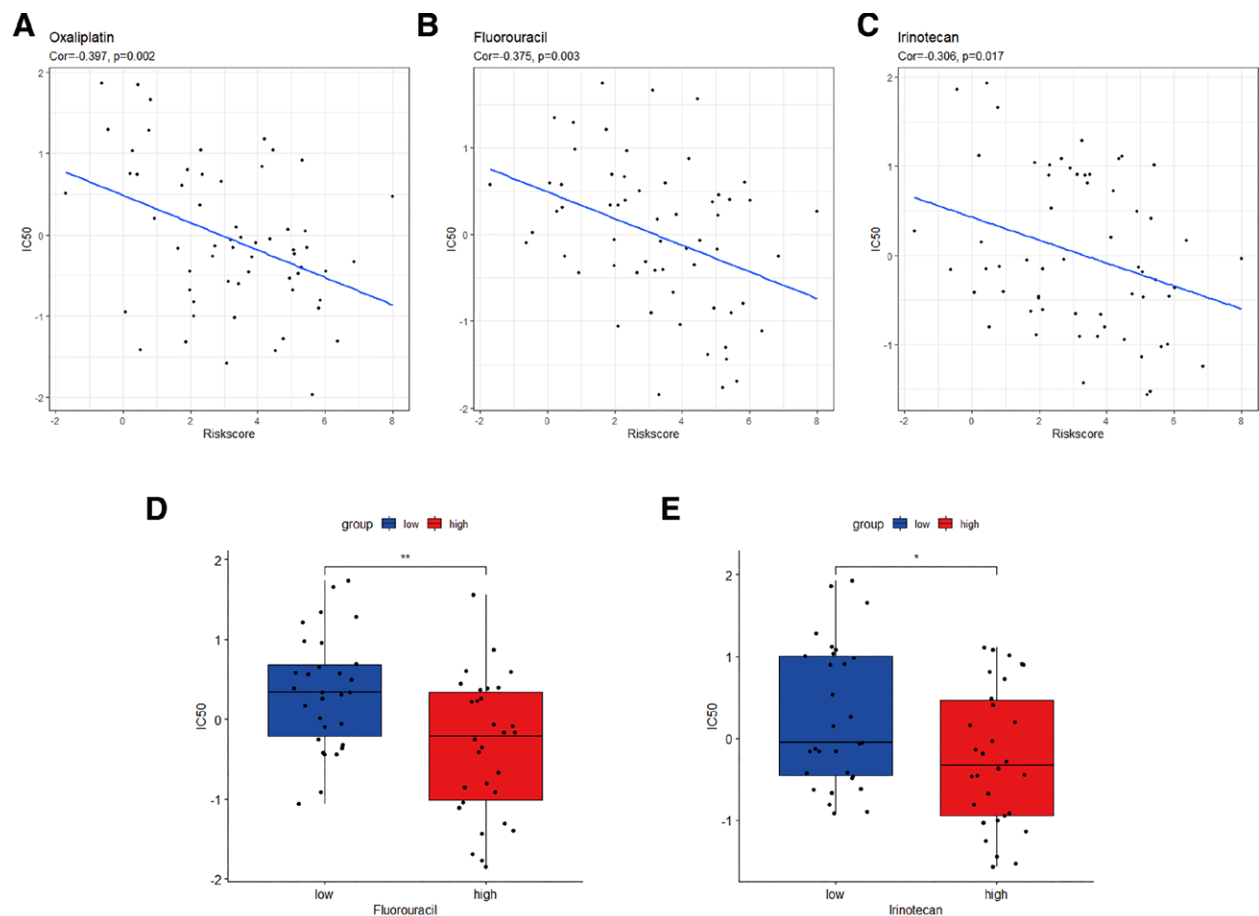 A
Oxaliplatin
Cor=-0.397, p=0.002
2
1
0
-1
-2
IC50
-2 0 2 4 6 8
Riskscore
B
Fluorouracil
Cor=-0.375, p=0.003
2
1
0
-1
-2
IC50
-2 0 2 4 6 8
Riskscore
C
Irinotecan
Cor=-0.306, p=0.017
2
1
0
-1
IC50
-2 0 2 4 6 8
Riskscore
D
group low high
**
2
1
0
-1
-2
IC50
low high
Fluorouracil
E
group low high
*
2
1
0
-1
IC50
low high
Irinotecan